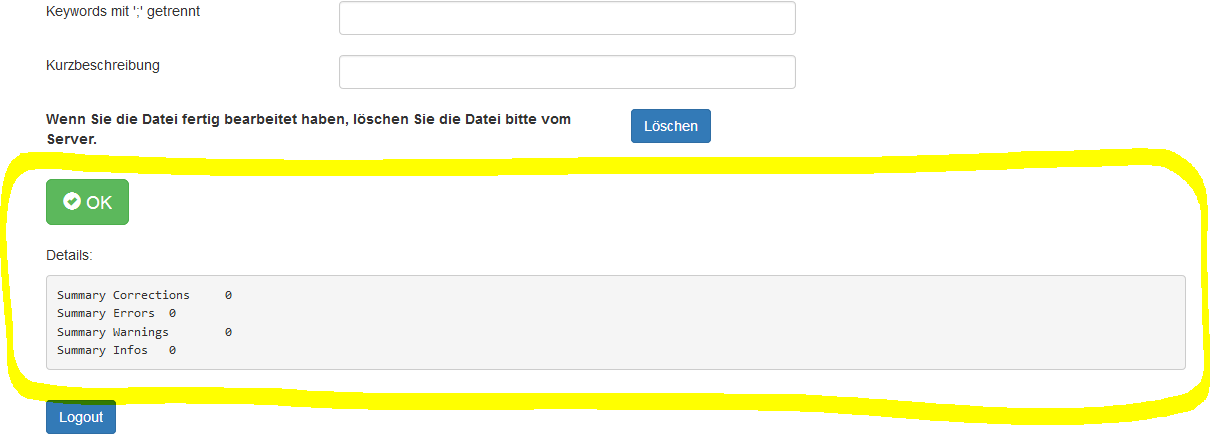 Keywords mit ';' getrennt
Kurzbeschreibung
Wenn Sie die Datei fertig bearbeitet haben, löschen Sie die Datei bitte vom
Server.
Löschen
OK
Details:
Summary Corrections 0
Summary Errors 0
Summary Warnings 0
Summary Infos 0
Logout